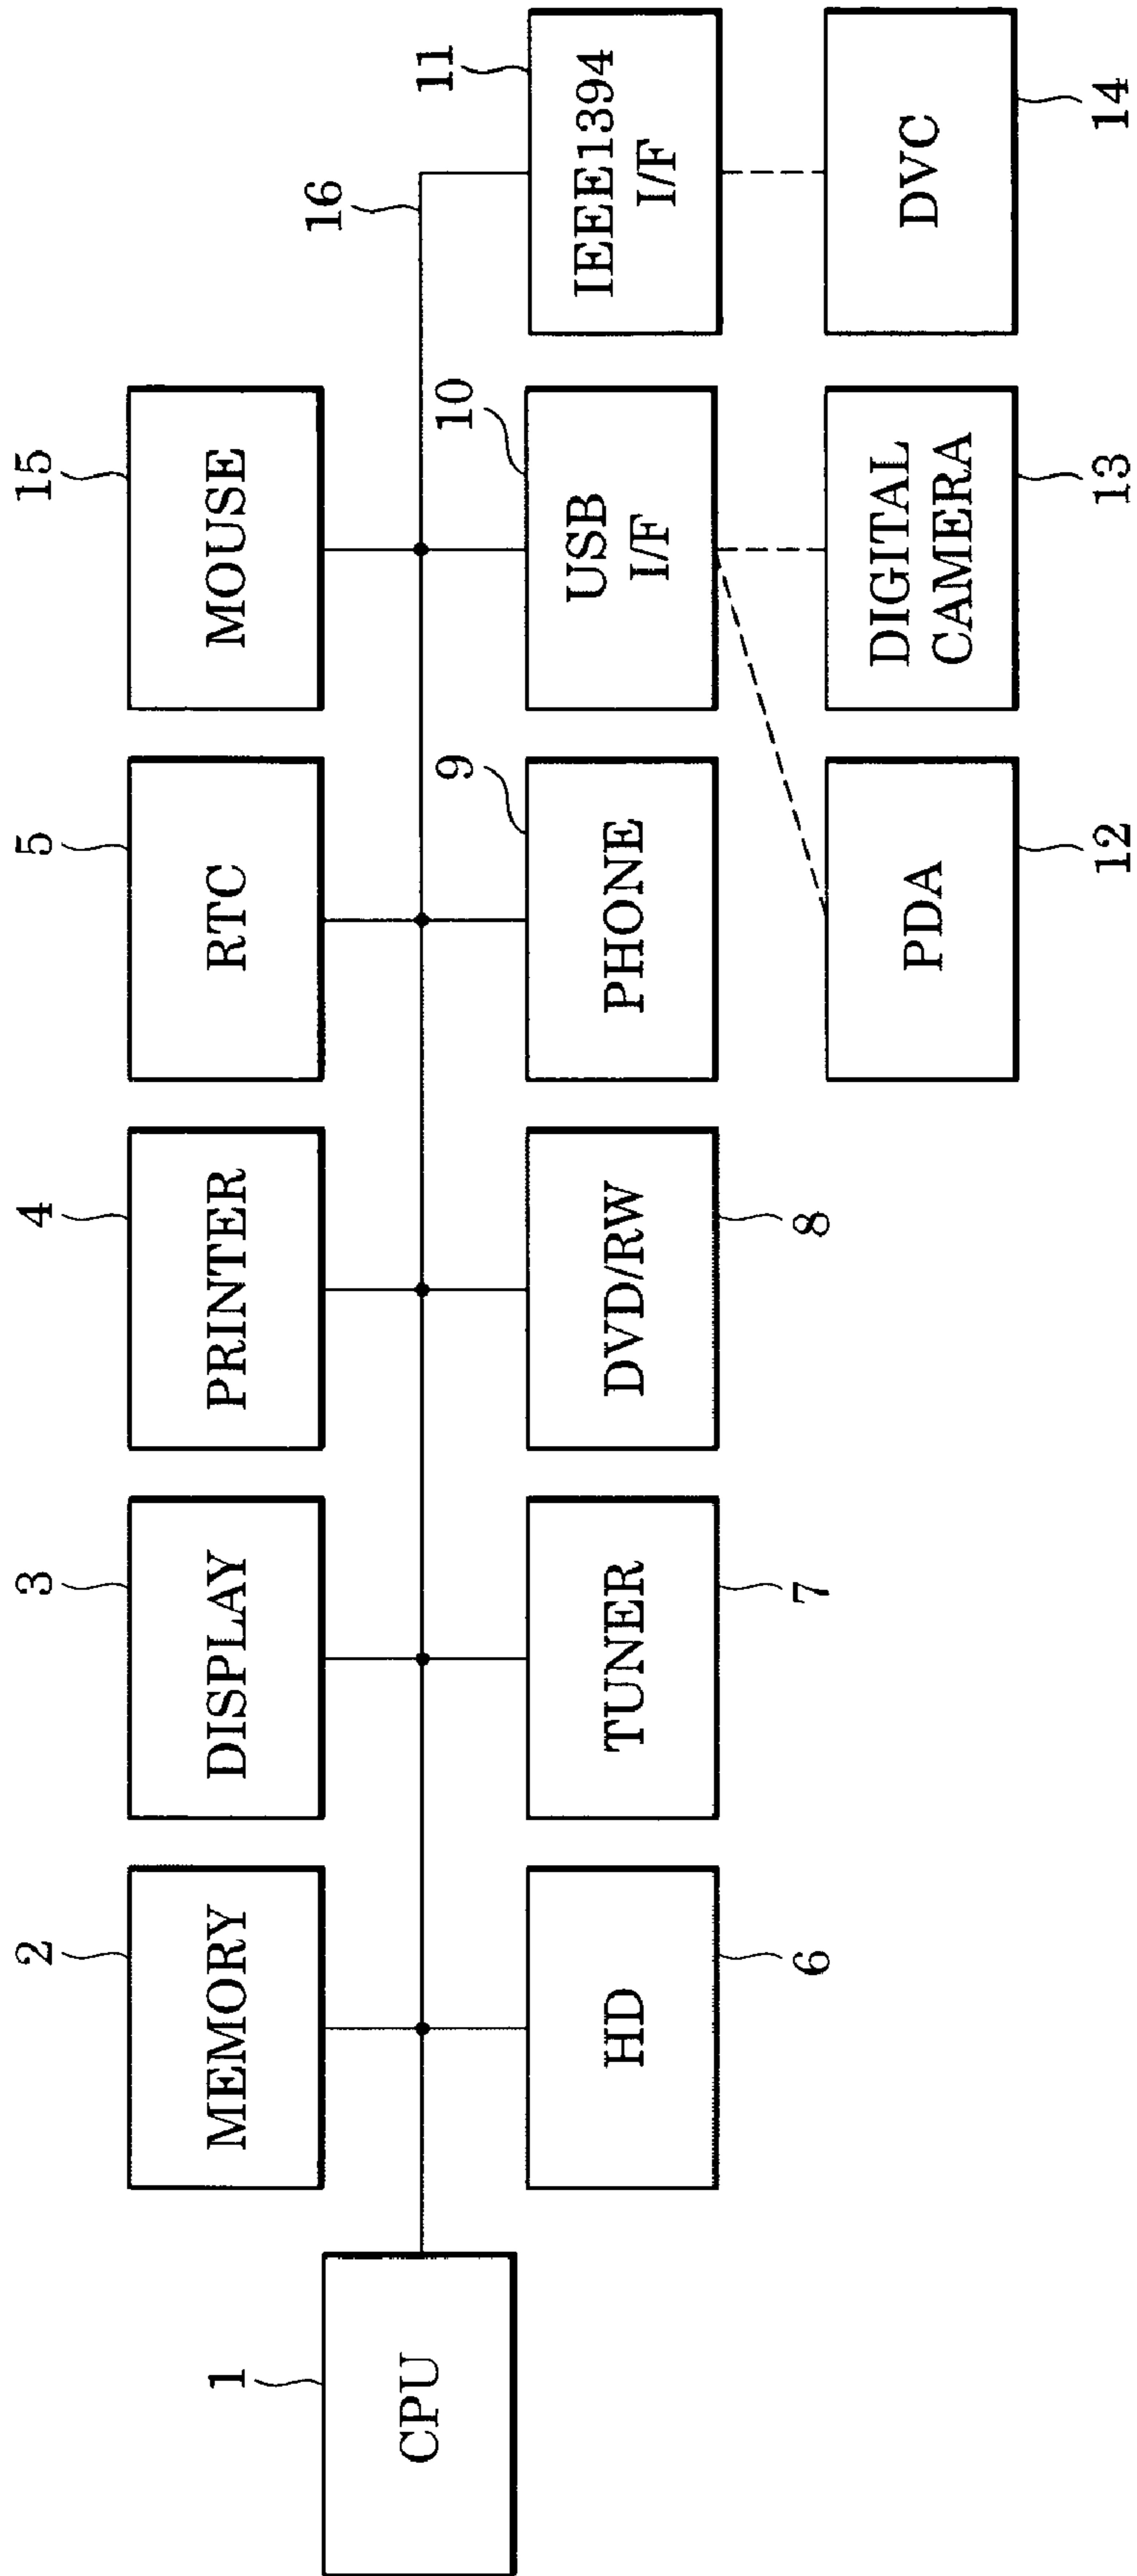 15
MOUSE
5
RTC
4
PRINTER
3
DISPLAY
2
MEMORY
16
1
CPU
11
IEEE1394
I/F
10
USB
I/F
9
PHONE
DVD/RW
8
TUNER
7
HD
6
DVC
14
DIGITAL
CAMERA
13
PDA
12